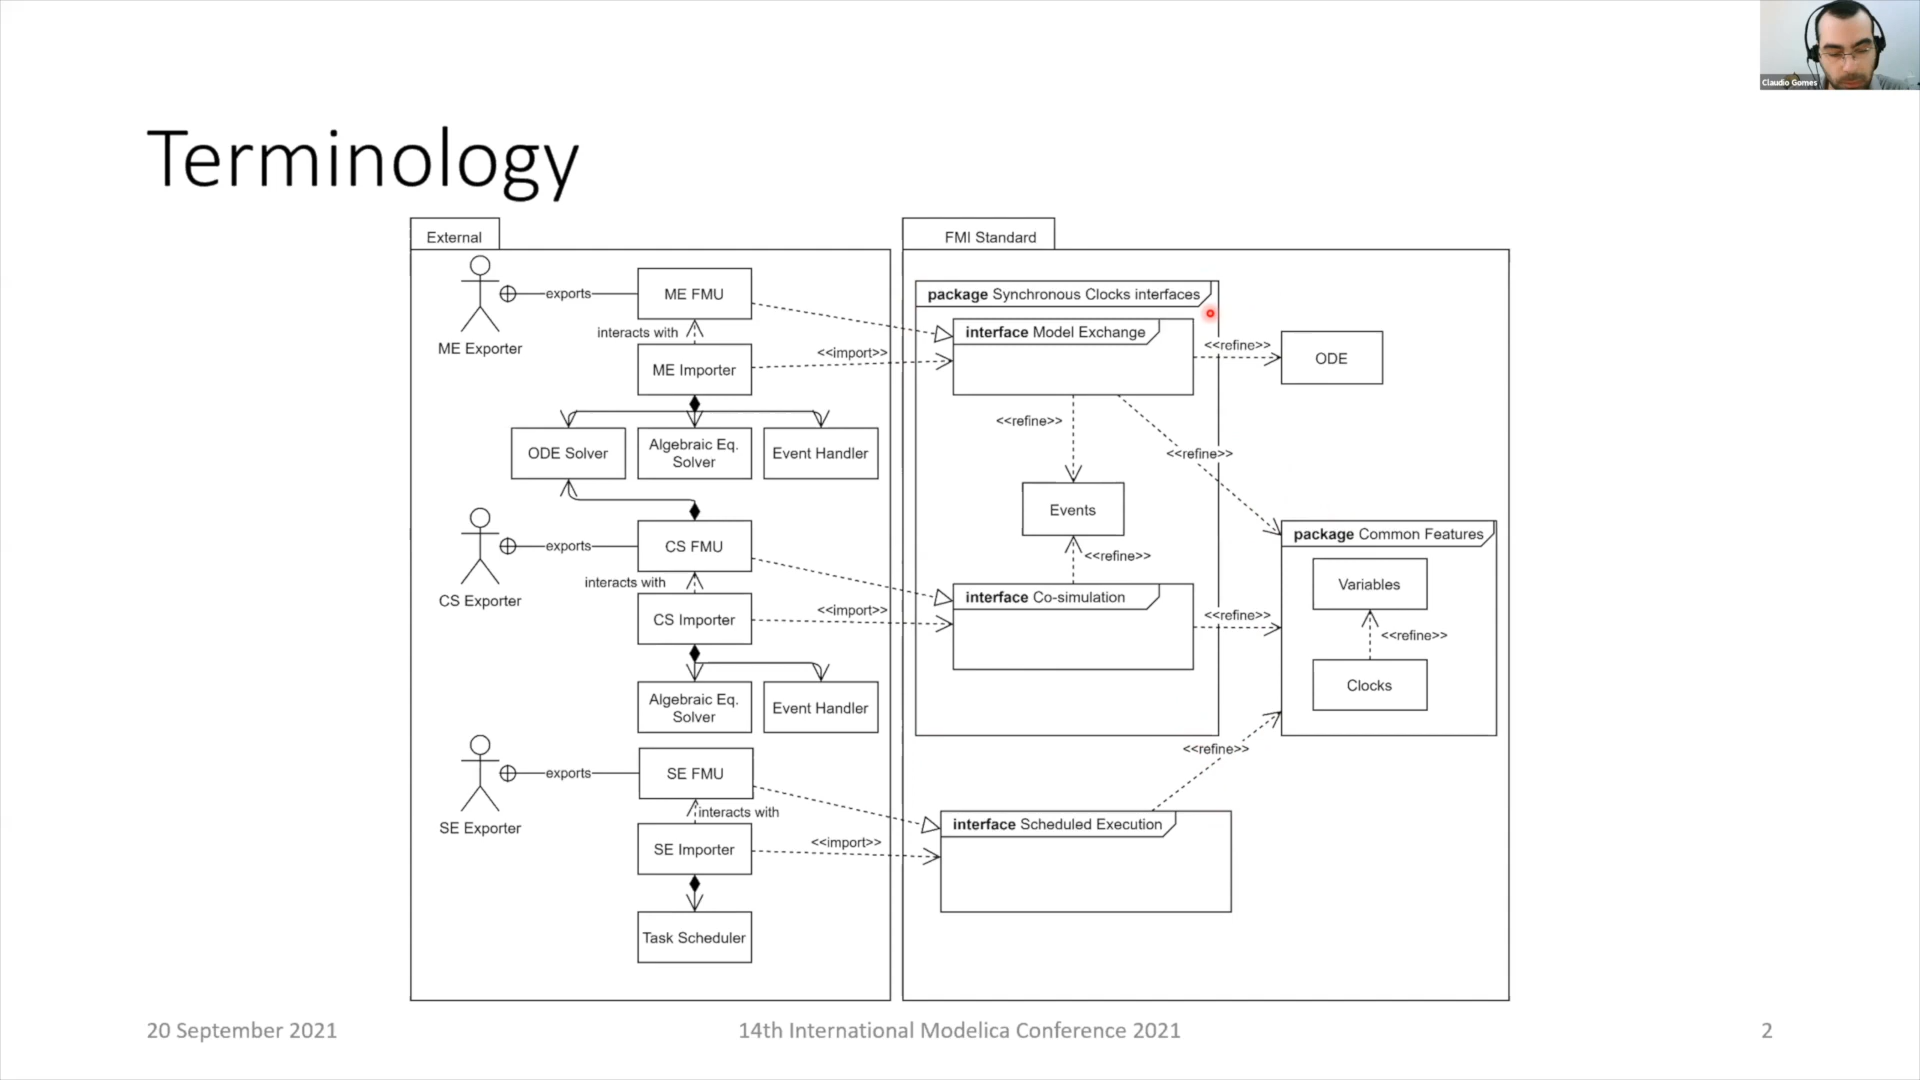 Claudio Gomes
Terminology
External
ME Exporter
exports
ME FMU
interacts with
ME Importer
<<import>>
ODE Solver
Algebraic Eq.
Solver
Event Handler
CS Exporter
exports
CS FMU
interacts with
CS Importer
<<import>>
Algebraic Eq.
Solver
Event Handler
SE Exporter
exports
SE FMU
interacts with
SE Importer
<<import>>
Task Scheduler
FMI Standard
package Synchronous Clocks interfaces
interface Model Exchange
<<refine>>
ODE
<<refine>>
<<refine>>
Events
<<refine>>
interface Co-simulation
<<refine>>
package Common Features
Variables
<<refine>>
Clocks
<<refine>>
interface Scheduled Execution
20 September 2021
14th International Modelica Conference 2021
2